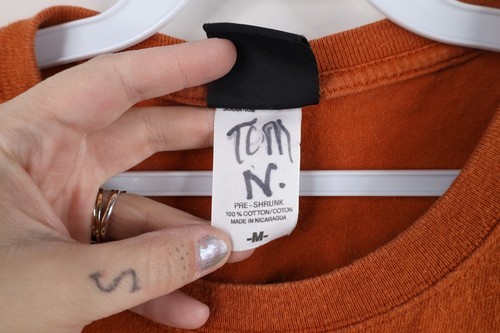 TOM
N.
PRE - SHRUNK
100 % COTTON/COTON
MADE IN NICARAGUA
-M-
S